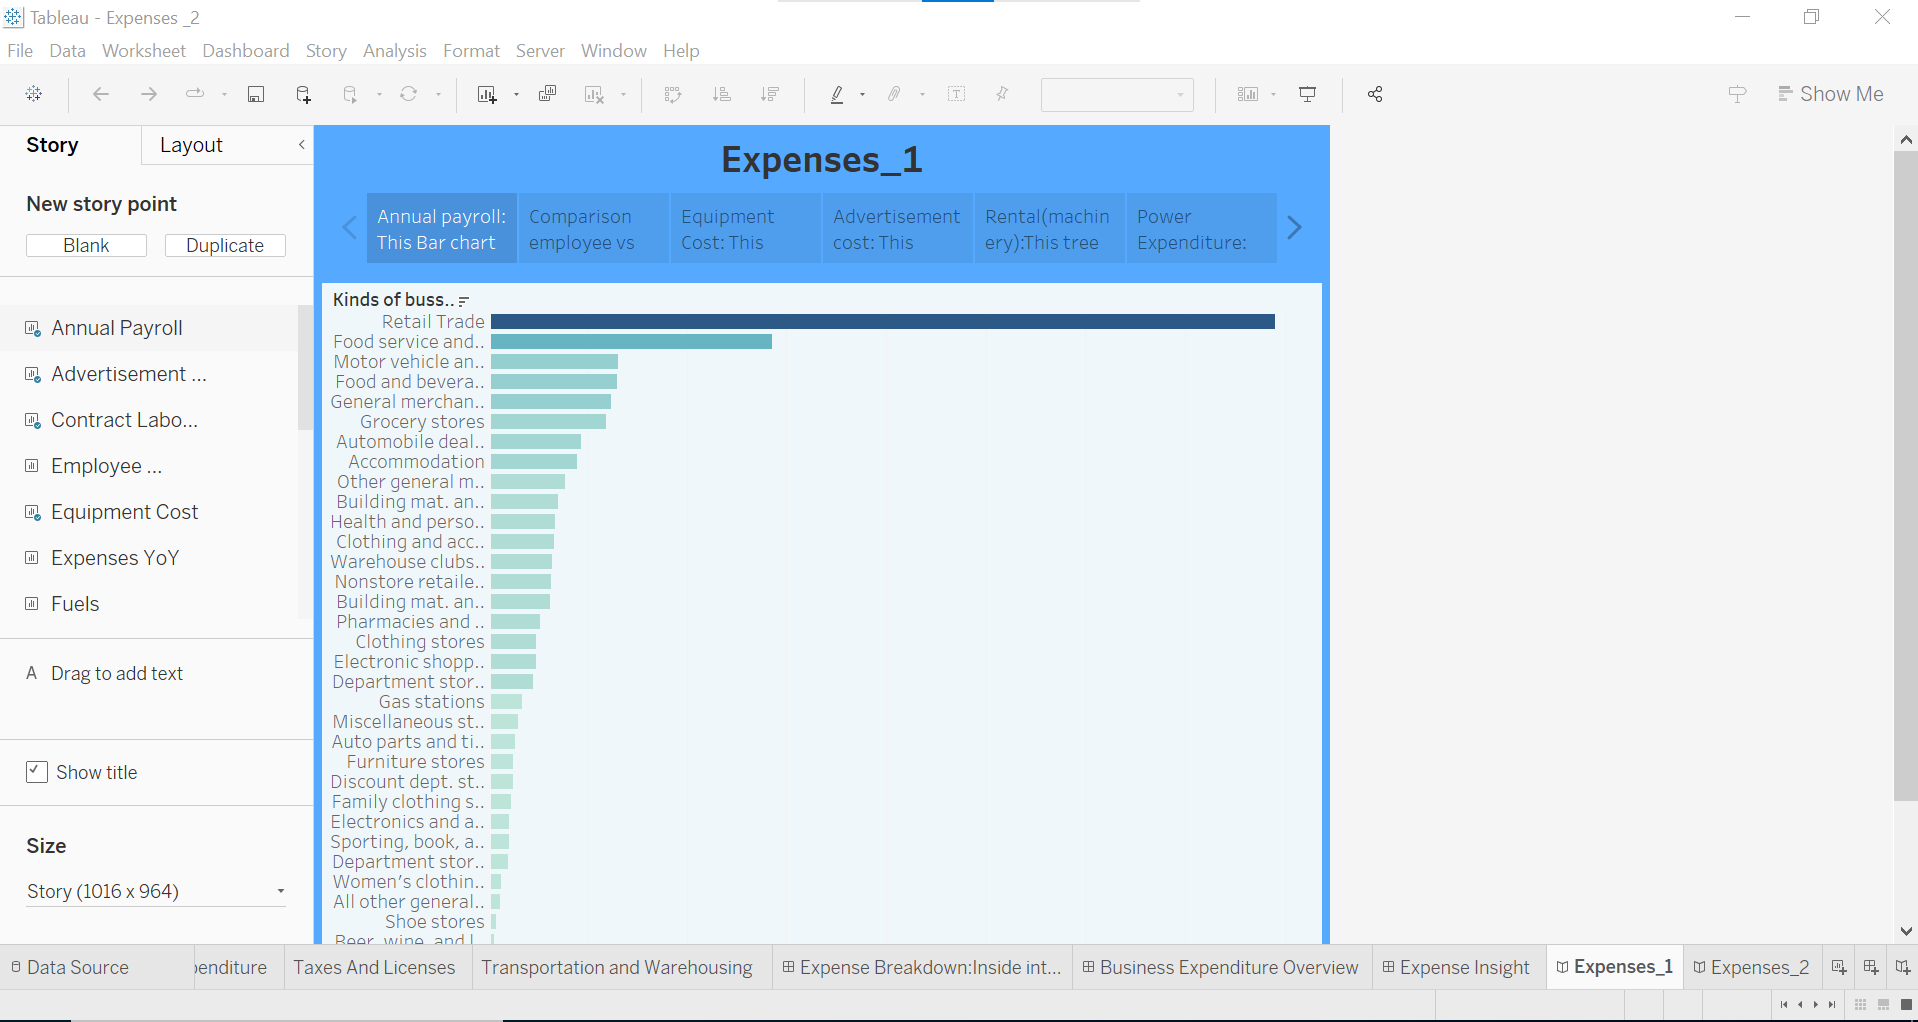 Tableau - Expenses _2
File Data Worksheet Dashboard Story Analysis Format Server Window Help
Show Me
Story Layout
New story point
Blank Duplicate
Annual Payroll
Advertisement ...
Contract Labo...
Employee ...
Equipment Cost
Expenses YoY
Fuels
A Drag to add text
Show title
Size
Story (1016 x 964)
Expenses_1
Annual payroll:
This Bar chart
Comparison
employee vs
Equipment
Cost: This
Advertisement
cost: This
Rental(machin
ery):This tree
Power
Expenditure:
Kinds of buss..
Retail Trade
Food service and..
Motor vehicle an..
Food and bevera..
General merchan..
Grocery stores
Automobile deal..
Accommodation
Other general m..
Building mat. an..
Health and perso..
Clothing and acc..
Warehouse clubs..
Nonstore retaile..
Building mat. an..
Pharmacies and ..
Clothing stores
Electronic shopp..
Department stor..
Gas stations
Miscellaneous st..
Auto parts and ti..
Furniture stores
Discount dept. st..
Family clothing s..
Electronics and a..
Sporting, book, a..
Department stor..
Women's clothin..
All other general..
Shoe stores
Beer, wine, and l..
Data Source penditure Taxes And Licenses Transportation and Warehousing Expense Breakdown:Inside int... Business Expenditure Overview Expense Insight Expenses_1 Expenses_2